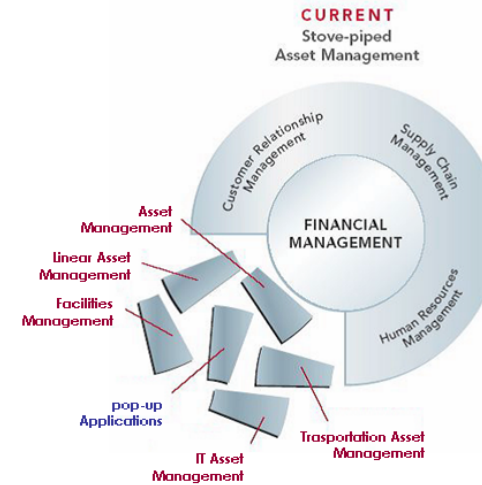 CURRENT
Stove-piped
Asset Management
Customer Relationship
Management
Supply Chain
Management
FINANCIAL
MANAGEMENT
Human Resources
Management
Asset
Management
Linear Asset
Management
Facilities
Management
pop-up
Applications
IT Asset
Management
Trasportation Asset
Management